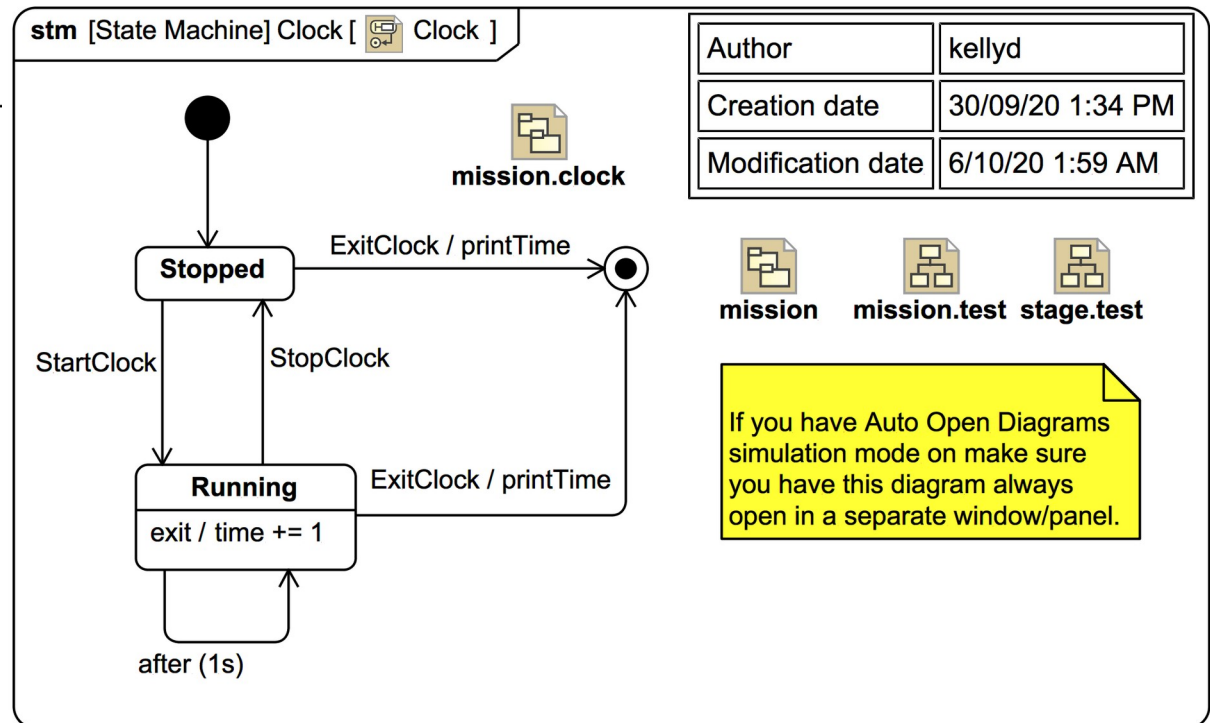 stm [State Machine] Clock [ Clock ]
Author kellyd
Creation date 30/09/20 1:34 PM
Modification date 6/10/20 1:59 AM
mission.clock
ExitClock / printTime
Stopped
mission mission.test stage.test
StartClock
StopClock
If you have Auto Open Diagrams
simulation mode on make sure
you have this diagram always
open in a separate window/panel.
Running
ExitClock / printTime
exit / time += 1
after (1s)